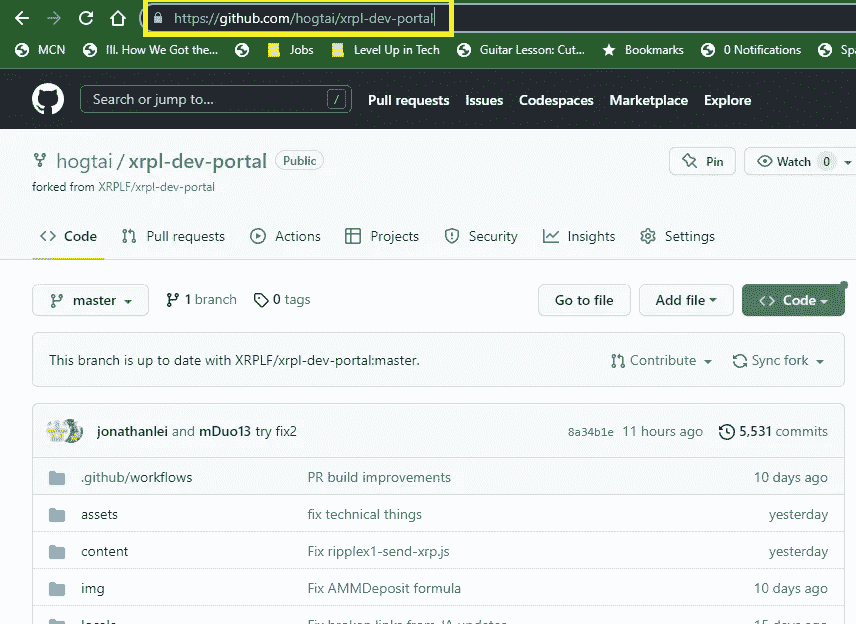 https://github.com/hogtai/xrpl-dev-portal
MCN III. How We Got the... Jobs Level Up in Tech Guitar Lesson: Cut... Bookmarks 0 Notifications Spa
Search or jump to... / Pull requests Issues Codespaces Marketplace Explore
hogtai / xrpl-dev-portal Public Pin Watch 0
forked from XRPLF/xrpl-dev-portal
Code Pull requests Actions Projects Security Insights Settings
master 1 branch 0 tags Go to file Add file Code
This branch is up to date with XRPLF/xrpl-dev-portal:master. Contribute Sync fork
jonathanlei and mDuo13 try fix2 8a34b1e 11 hours ago 5,531 commits
.github/workflows PR build improvements 10 days ago
assets fix technical things yesterday
content Fix ripplex1-send-xrp.js yesterday
img Fix AMMDeposit formula 10 days ago